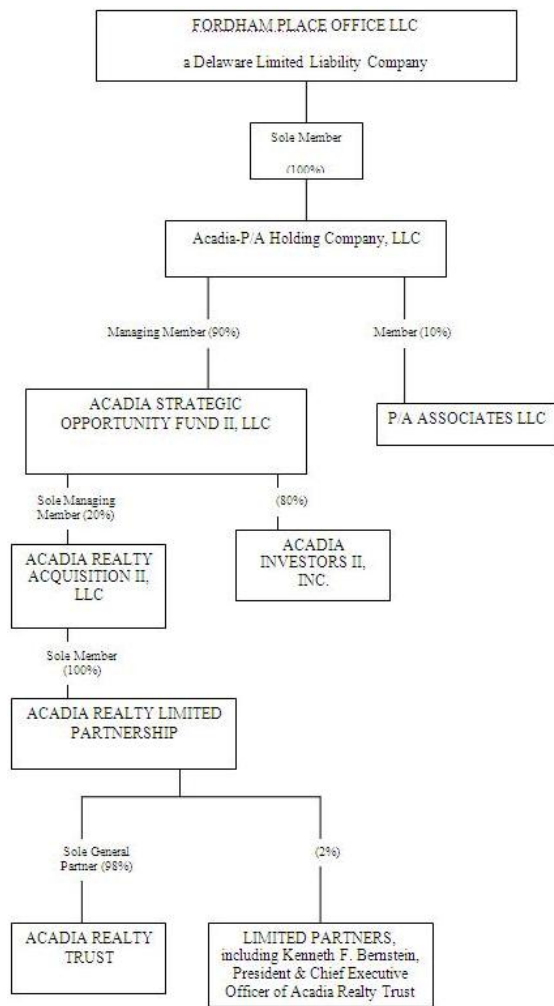 FORDHAM PLACE OFFICE LLC
a Delaware Limited Liability Company
Sole Member
(100%)
Acadia-P/A Holding Company, LLC
Managing Member (90%)
Member (10%)
ACADIA STRATEGIC
OPPORTUNITY FUND II, LLC
P/A ASSOCIATES LLC
Sole Managing
Member (20%)
(80%)
ACADIA REALTY
ACQUISITION II,
LLC
ACADIA
INVESTORS II,
INC.
Sole Member
(100%)
ACADIA REALTY LIMITED
PARTNERSHIP
Sole General
Partner (98%)
(2%)
ACADIA REALTY
TRUST
LIMITED PARTNERS,
including Kenneth F. Bernstein,
President & Chief Executive
Officer of Acadia Realty Trust